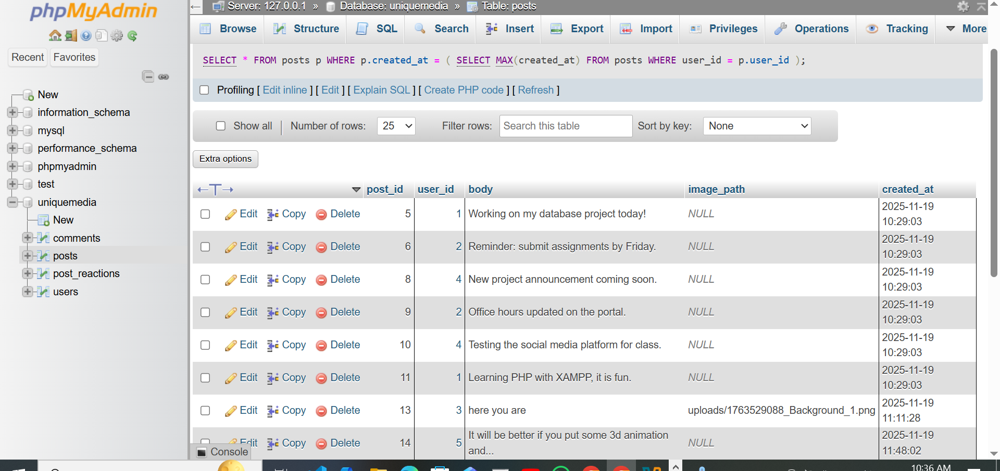 phpMyAdmin
Recent Favorites
New
information_schema
mysql
performance_schema
phpmyadmin
test
uniquemedia
New
comments
posts
post_reactions
users
Server: 127.0.0.1 » Database: uniquemedia » Table: posts
Browse Structure SQL Search Insert Export Import Privileges Operations Tracking More
SELECT * FROM posts p WHERE p.created_at = ( SELECT MAX(created_at) FROM posts WHERE user_id = p.user_id );
Profiling [ Edit inline ] [ Edit ] [ Explain SQL ] [ Create PHP code ] [ Refresh ]
Show all Number of rows: 25 Filter rows: Search this table Sort by key: None
Extra options
post_id user_id body image_path created_at
Edit Copy Delete 5 1 Working on my database project today! NULL 2025-11-19
10:29:03
Edit Copy Delete 6 2 Reminder: submit assignments by Friday. NULL 2025-11-19
10:29:03
Edit Copy Delete 8 4 New project announcement coming soon. NULL 2025-11-19
10:29:03
Edit Copy Delete 9 2 Office hours updated on the portal. NULL 2025-11-19
10:29:03
Edit Copy Delete 10 4 Testing the social media platform for class. NULL 2025-11-19
10:29:03
Edit Copy Delete 11 1 Learning PHP with XAMPP, it is fun. NULL 2025-11-19
10:29:03
Edit Copy Delete 13 3 here you are uploads/1763529088_Background_1.png 2025-11-19
11:11:28
Edit Copy Delete 14 5 It will be better if you put some 3d animation
and... NULL 2025-11-19
11:48:02
Console
10:36 AM